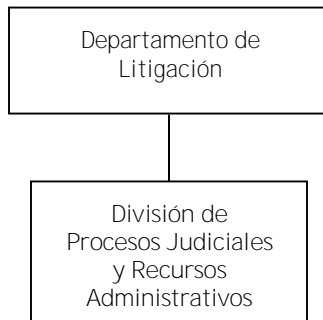 Departamento de
Litigación
División de
Procesos Judiciales
y Recursos
Administrativos